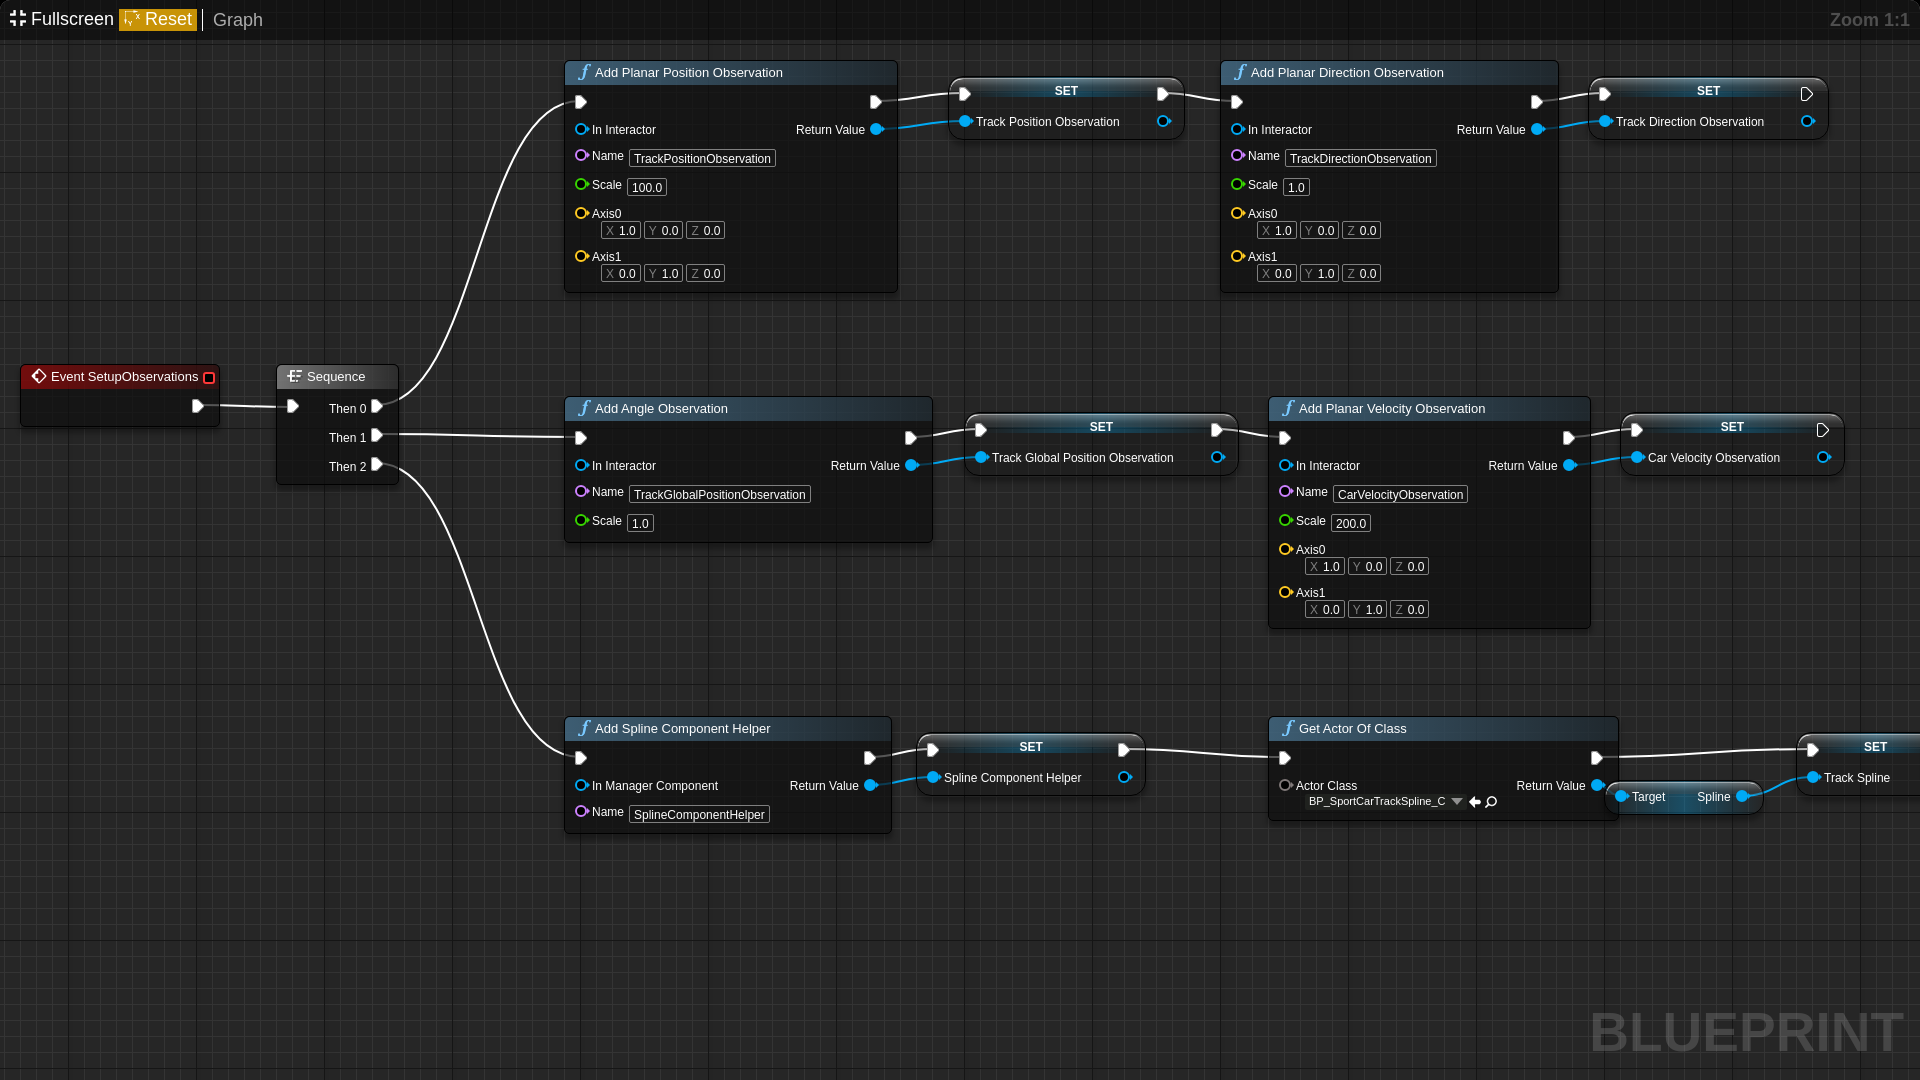 Fullscreen Reset Graph Zoom 1:1
Add Planar Position Observation
In Interactor Return Value
Name TrackPositionObservation
Scale 100.0
Axis0
X 1.0 Y 0.0 Z 0.0
Axis1
X 0.0 Y 1.0 Z 0.0
SET
Track Position Observation
Add Planar Direction Observation
In Interactor Return Value
Name TrackDirectionObservation
Scale 1.0
Axis0
X 1.0 Y 0.0 Z 0.0
Axis1
X 0.0 Y 1.0 Z 0.0
SET
Track Direction Observation
Event SetupObservations
Sequence
Then 0
Then 1
Then 2
Add Angle Observation
In Interactor Return Value
Name TrackGlobalPositionObservation
Scale 1.0
SET
Track Global Position Observation
Add Planar Velocity Observation
In Interactor Return Value
Name CarVelocityObservation
Scale 200.0
Axis0
X 1.0 Y 0.0 Z 0.0
Axis1
X 0.0 Y 1.0 Z 0.0
SET
Car Velocity Observation
Add Spline Component Helper
In Manager Component Return Value
Name SplineComponentHelper
SET
Spline Component Helper
Get Actor Of Class
Actor Class Return Value
BP_SportCarTrackSpline_C
Target Spline
SET
Track Spline
BLUEPRINT